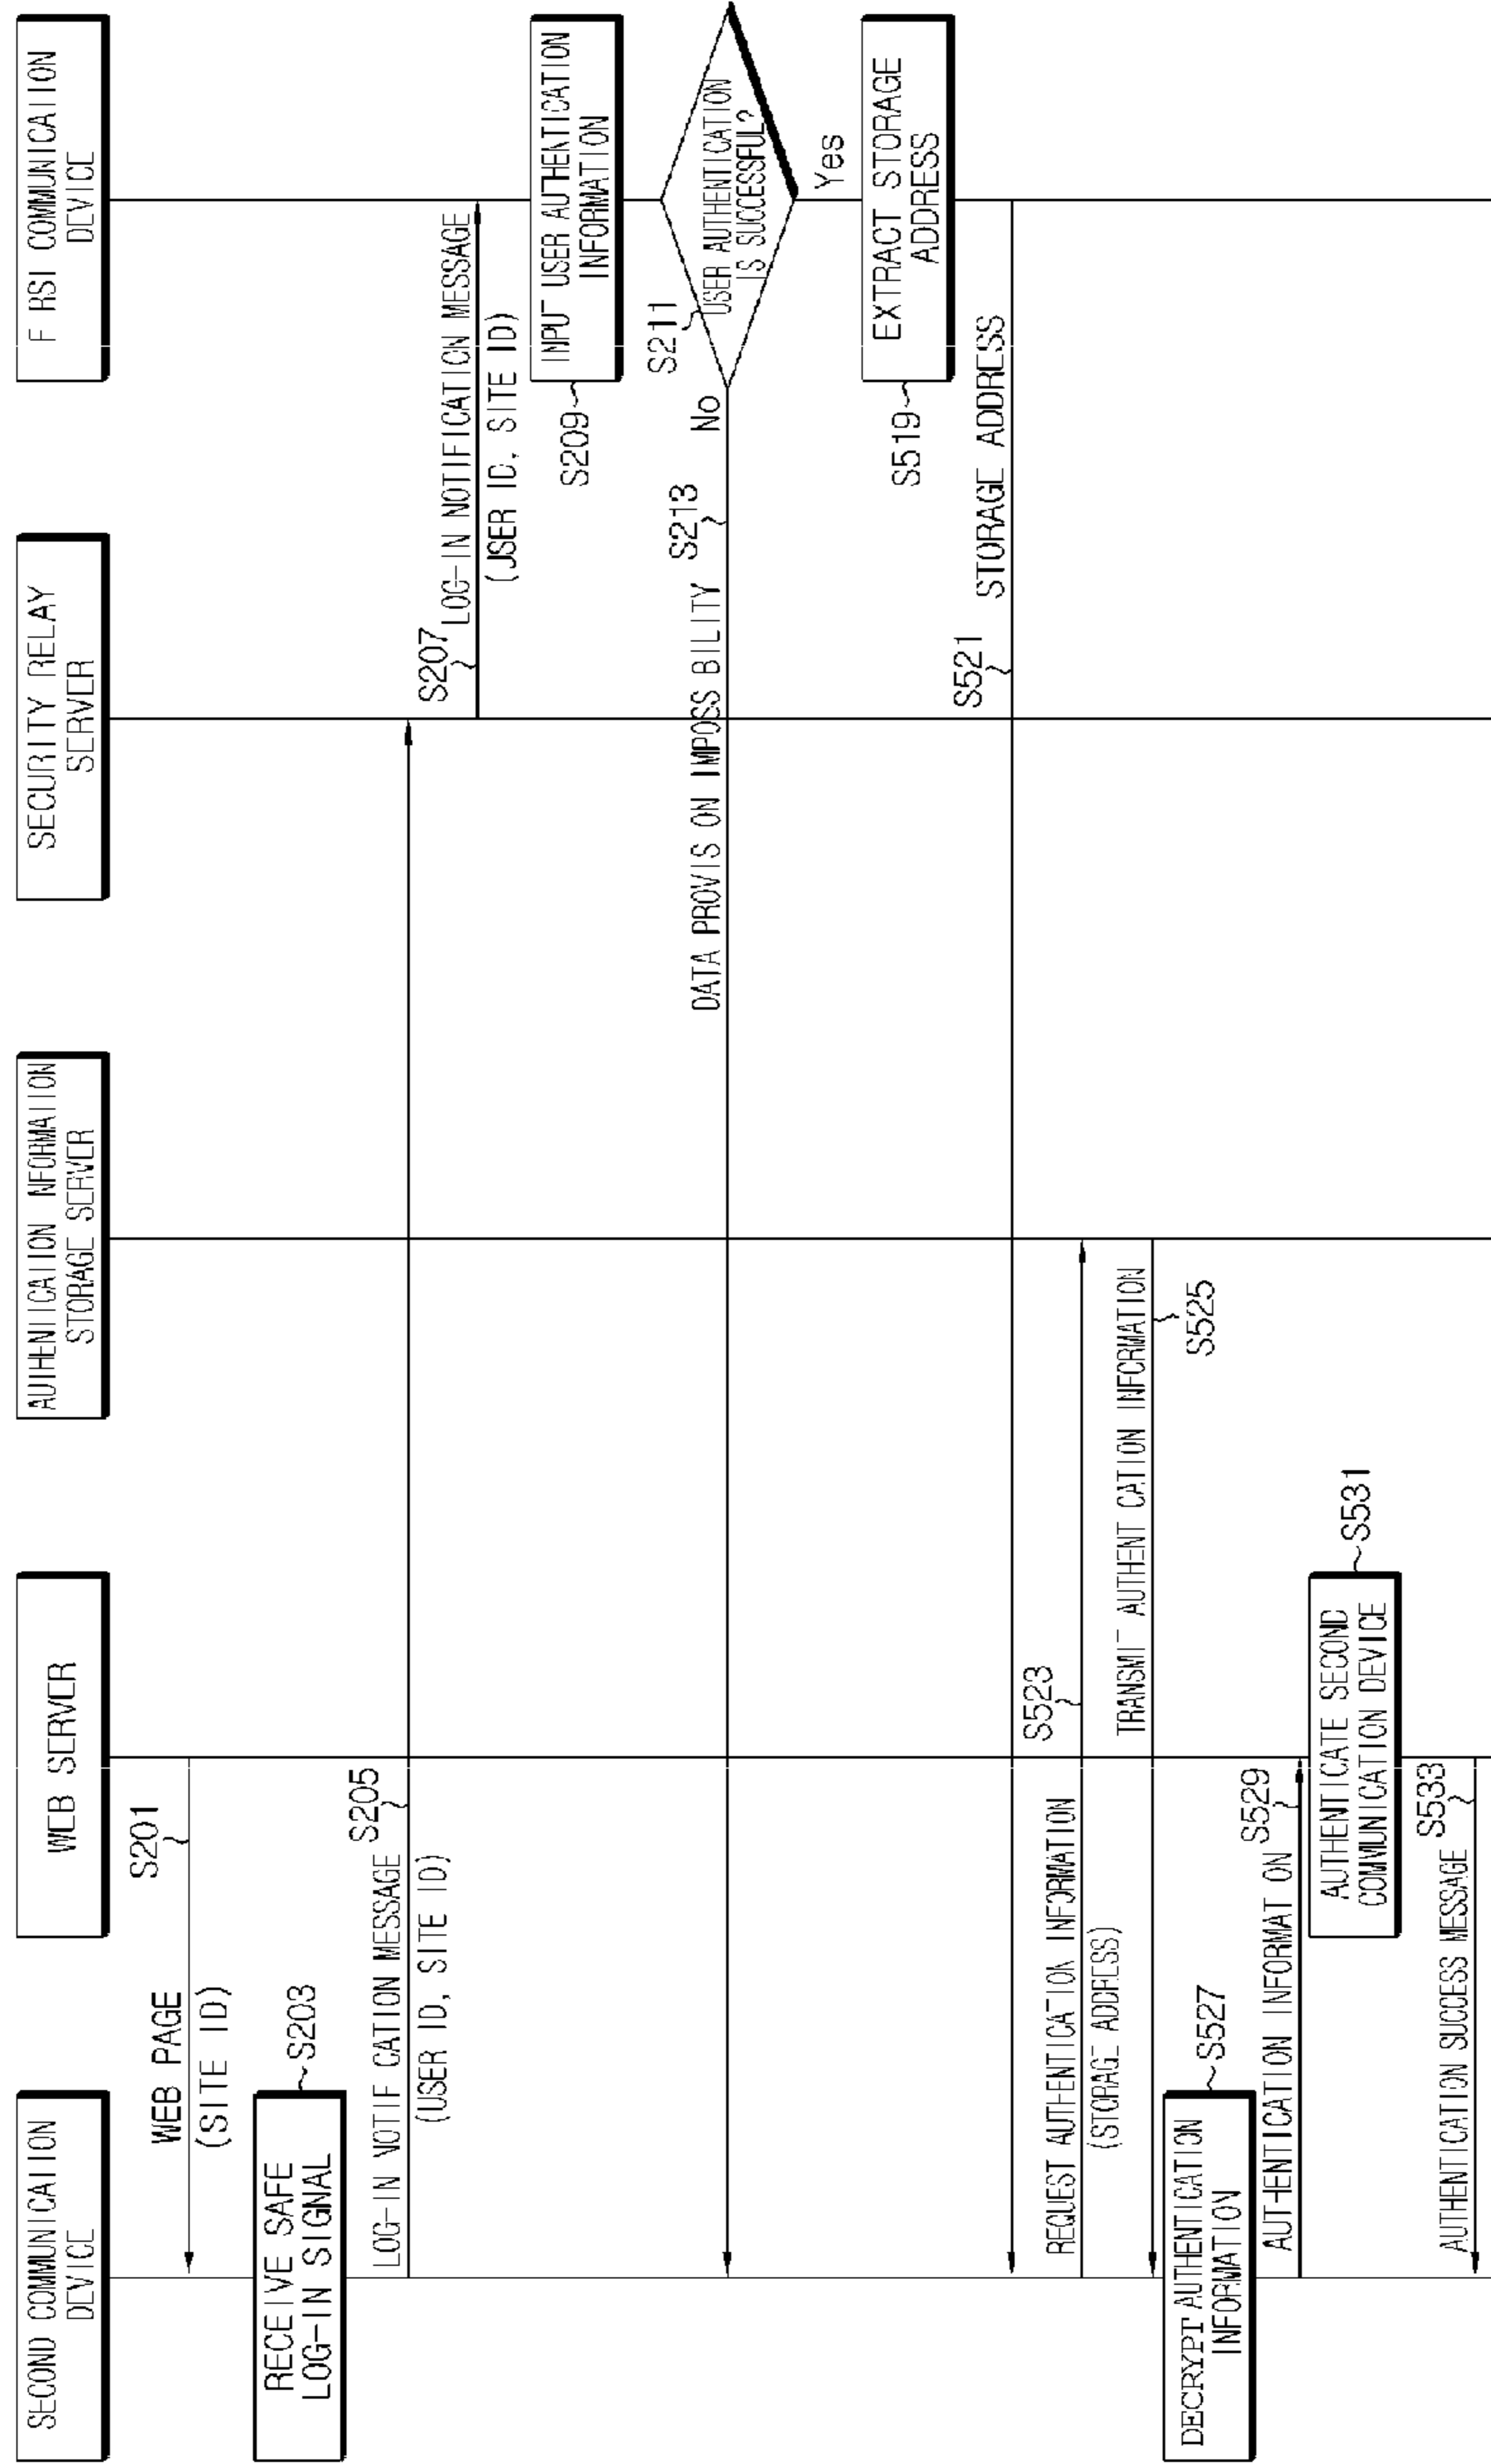 SECOND COMMUNICATION
DEVICE
WEB SERVER
AUTHENTICATION INFORMATION
STORAGE SERVER
SECURITY RELAY
SERVER
FIRST COMMUNICATION
DEVICE
S201
WEB PAGE
(SITE ID)
RECEIVE SAFE
LOG-IN SIGNAL
S203
S205
LOG-IN NOTIFICATION MESSAGE
(USER ID, SITE ID)
S207
LOG-IN NOTIFICATION MESSAGE
(USER ID, SITE ID)
INPUT USER AUTHENTICATION
INFORMATION
S209
S211
USER AUTHENTICATION
IS SUCCESSFUL?
No
Yes
S213
DATA PROVISION IMPOSSIBILITY
EXTRACT STORAGE
ADDRESS
S519
S521
STORAGE ADDRESS
S523
REQUEST AUTHENTICATION INFORMATION
(STORAGE ADDRESS)
TRANSMIT AUTHENTICATION INFORMATION
S525
DECRYPT AUTHENTICATION
INFORMATION
S527
AUTHENTICATION INFORMATION
S529
AUTHENTICATE SECOND
COMMUNICATION DEVICE
S531
S533
AUTHENTICATION SUCCESS MESSAGE